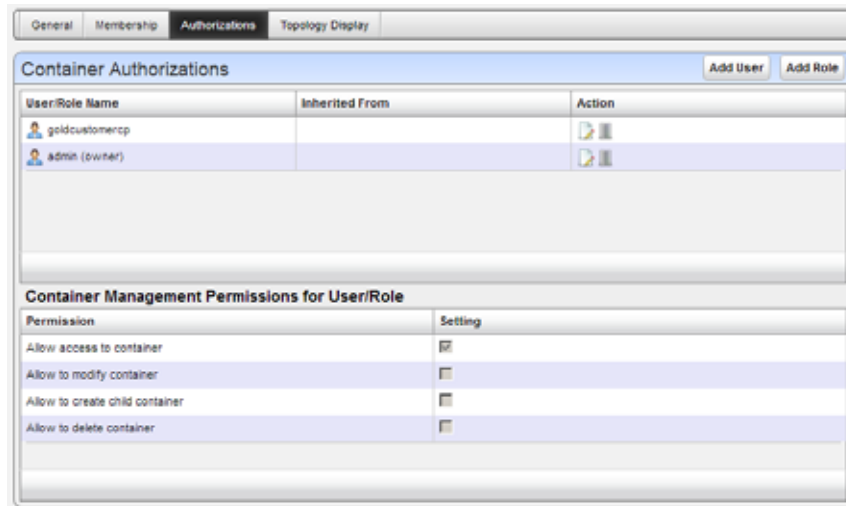 General Membership Authorizations Topology Display
Container Authorizations Add User Add Role
User/Role Name Inherited From Action
goldcustomercp
admin (owner)
Container Management Permissions for User/Role
Permission Setting
Allow access to container
Allow to modify container
Allow to create child container
Allow to delete container